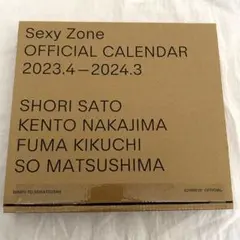 Sexy Zone
OFFICIAL CALENDAR
2023.4—2024.3
SHORI SATO
KENTO NAKAJIMA
FUMA KIKUCHI
SO MATSUSHIMA